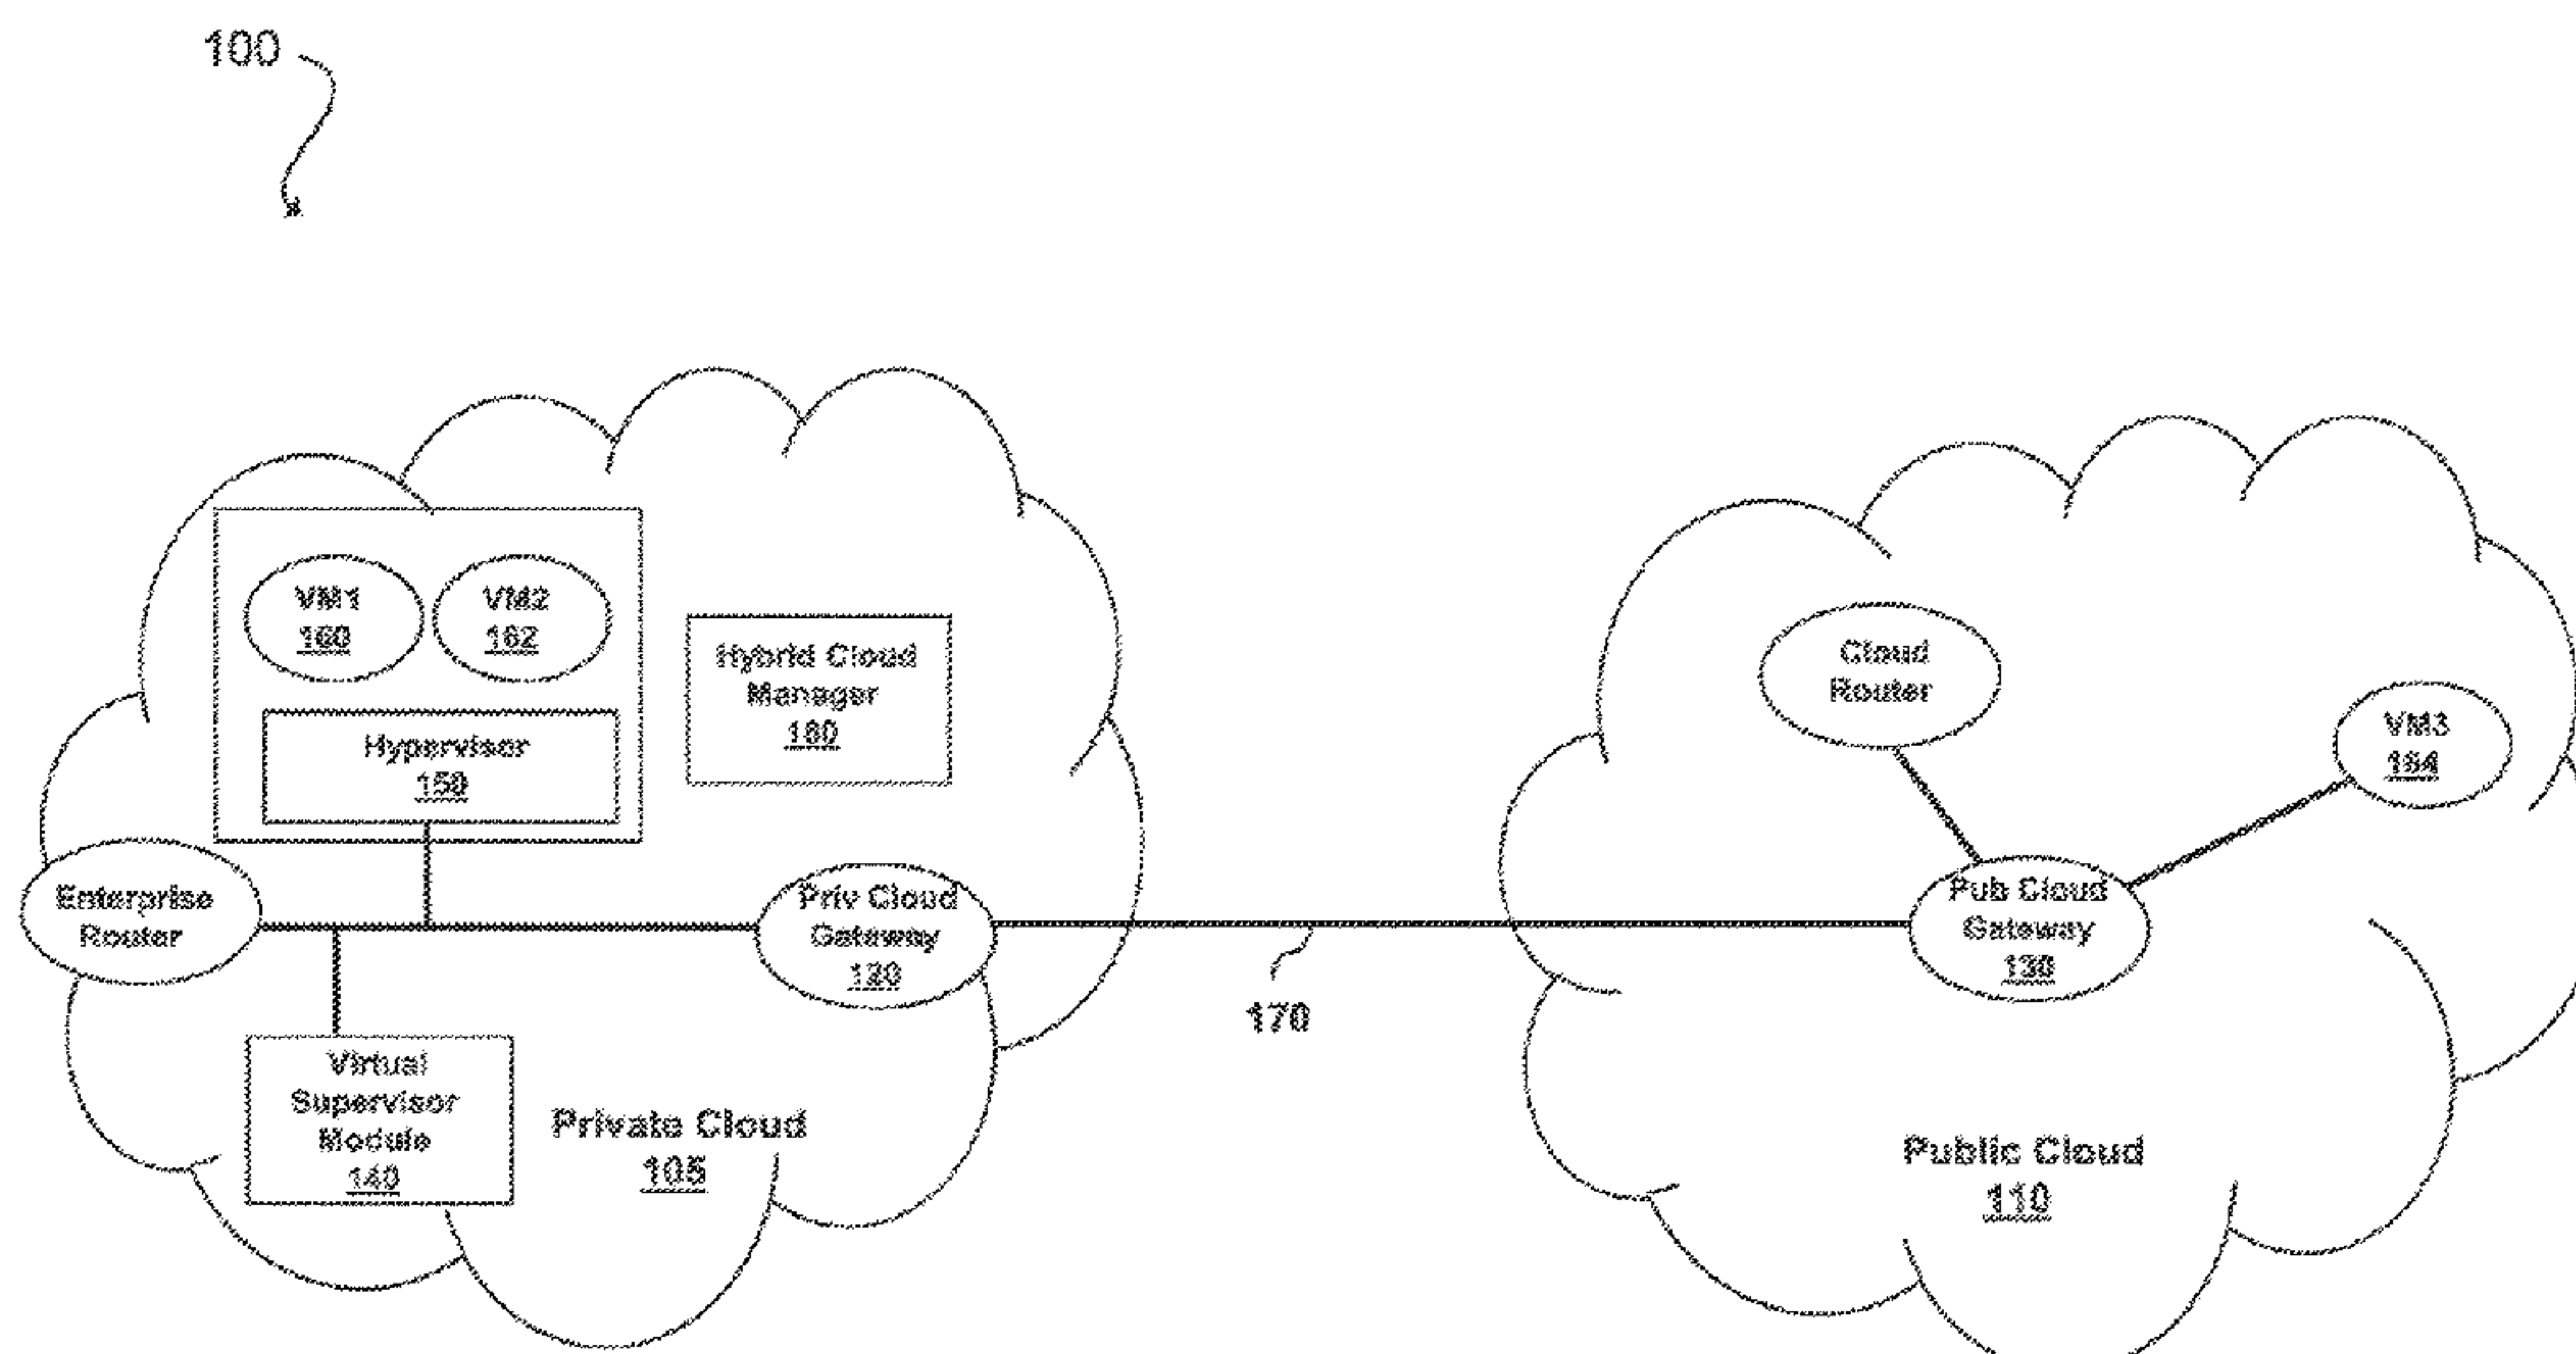 100
VM1
160
VM2
162
Hypervisor
150
Hybrid Cloud
Manager
180
Enterprise
Router
Priv Cloud
Gateway
120
Virtual
Supervisor
Module
140
Private Cloud
105
170
Cloud
Router
VM3
164
Pub Cloud
Gateway
130
Public Cloud
110